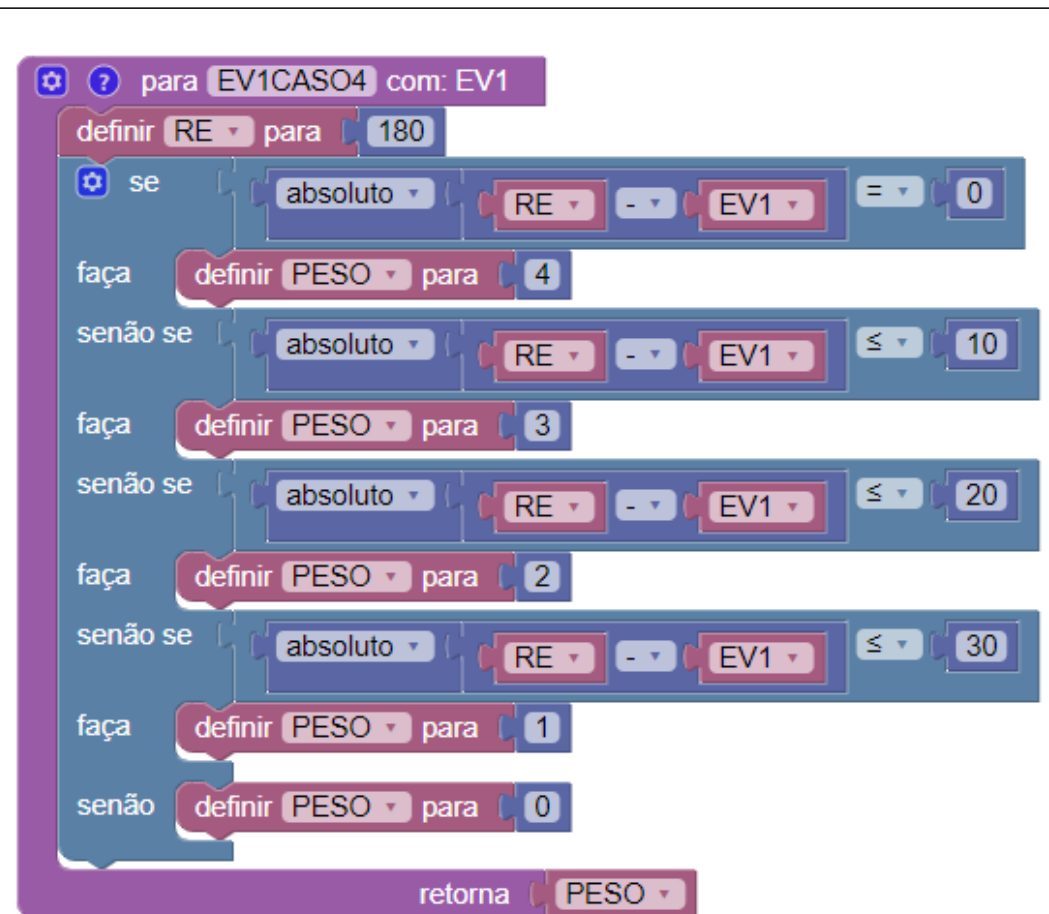 ? para EV1CASO4 com: EV1
definir RE para 180
se absoluto RE - EV1 = 0
faça definir PESO para 4
senão se absoluto RE - EV1 ≤ 10
faça definir PESO para 3
senão se absoluto RE - EV1 ≤ 20
faça definir PESO para 2
senão se absoluto RE - EV1 ≤ 30
faça definir PESO para 1
senão definir PESO para 0
retorna PESO